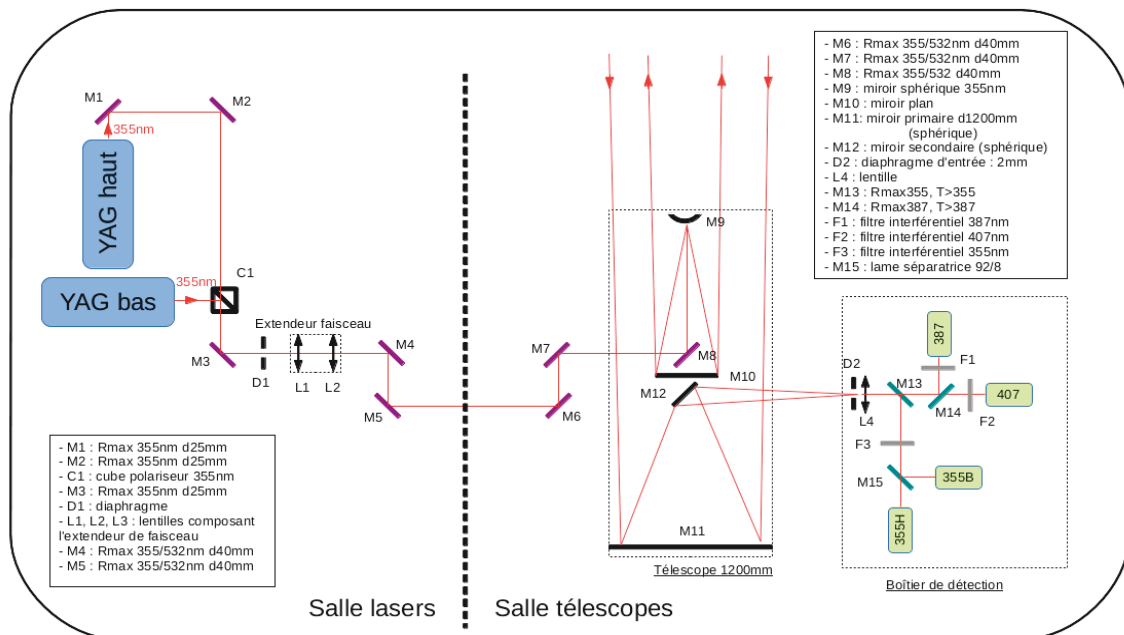 M1
M2
355nm
YAG haut
C1
355nm
YAG bas
M3
D1
Extendeur faisceau
L1
L2
M4
M5
M7
M6
M9
M8
M10
M12
M11
Télescope 1200mm
- M6 : Rmax 355/532nm d40mm
- M7 : Rmax 355/532nm d40mm
- M8 : Rmax 355/532 d40mm
- M9 : miroir sphérique 355nm
- M10 : miroir plan
- M11: miroir primaire d1200mm
(sphérique)
- M12 : miroir secondaire (sphérique)
- D2 : diaphragme d'entrée : 2mm
- L4 : lentille
- M13 : Rmax355, T>355
- M14 : Rmax387, T>387
- F1 : filtre interférentiel 387nm
- F2 : filtre interférentiel 407nm
- F3 : filtre interférentiel 355nm
- M15 : lame séparatrice 92/8
387
F1
D2
M13
M14
407
F2
L4
F3
M15
355B
355H
Boîtier de détection
- M1 : Rmax 355nm d25mm
- M2 : Rmax 355nm d25mm
- C1 : cube polariseur 355nm
- M3 : Rmax 355nm d25mm
- D1 : diaphragme
- L1, L2, L3 : lentilles composant
l'extendeur de faisceau
- M4 : Rmax 355/532nm d40mm
- M5 : Rmax 355/532nm d40mm
Salle lasers
Salle télescopes